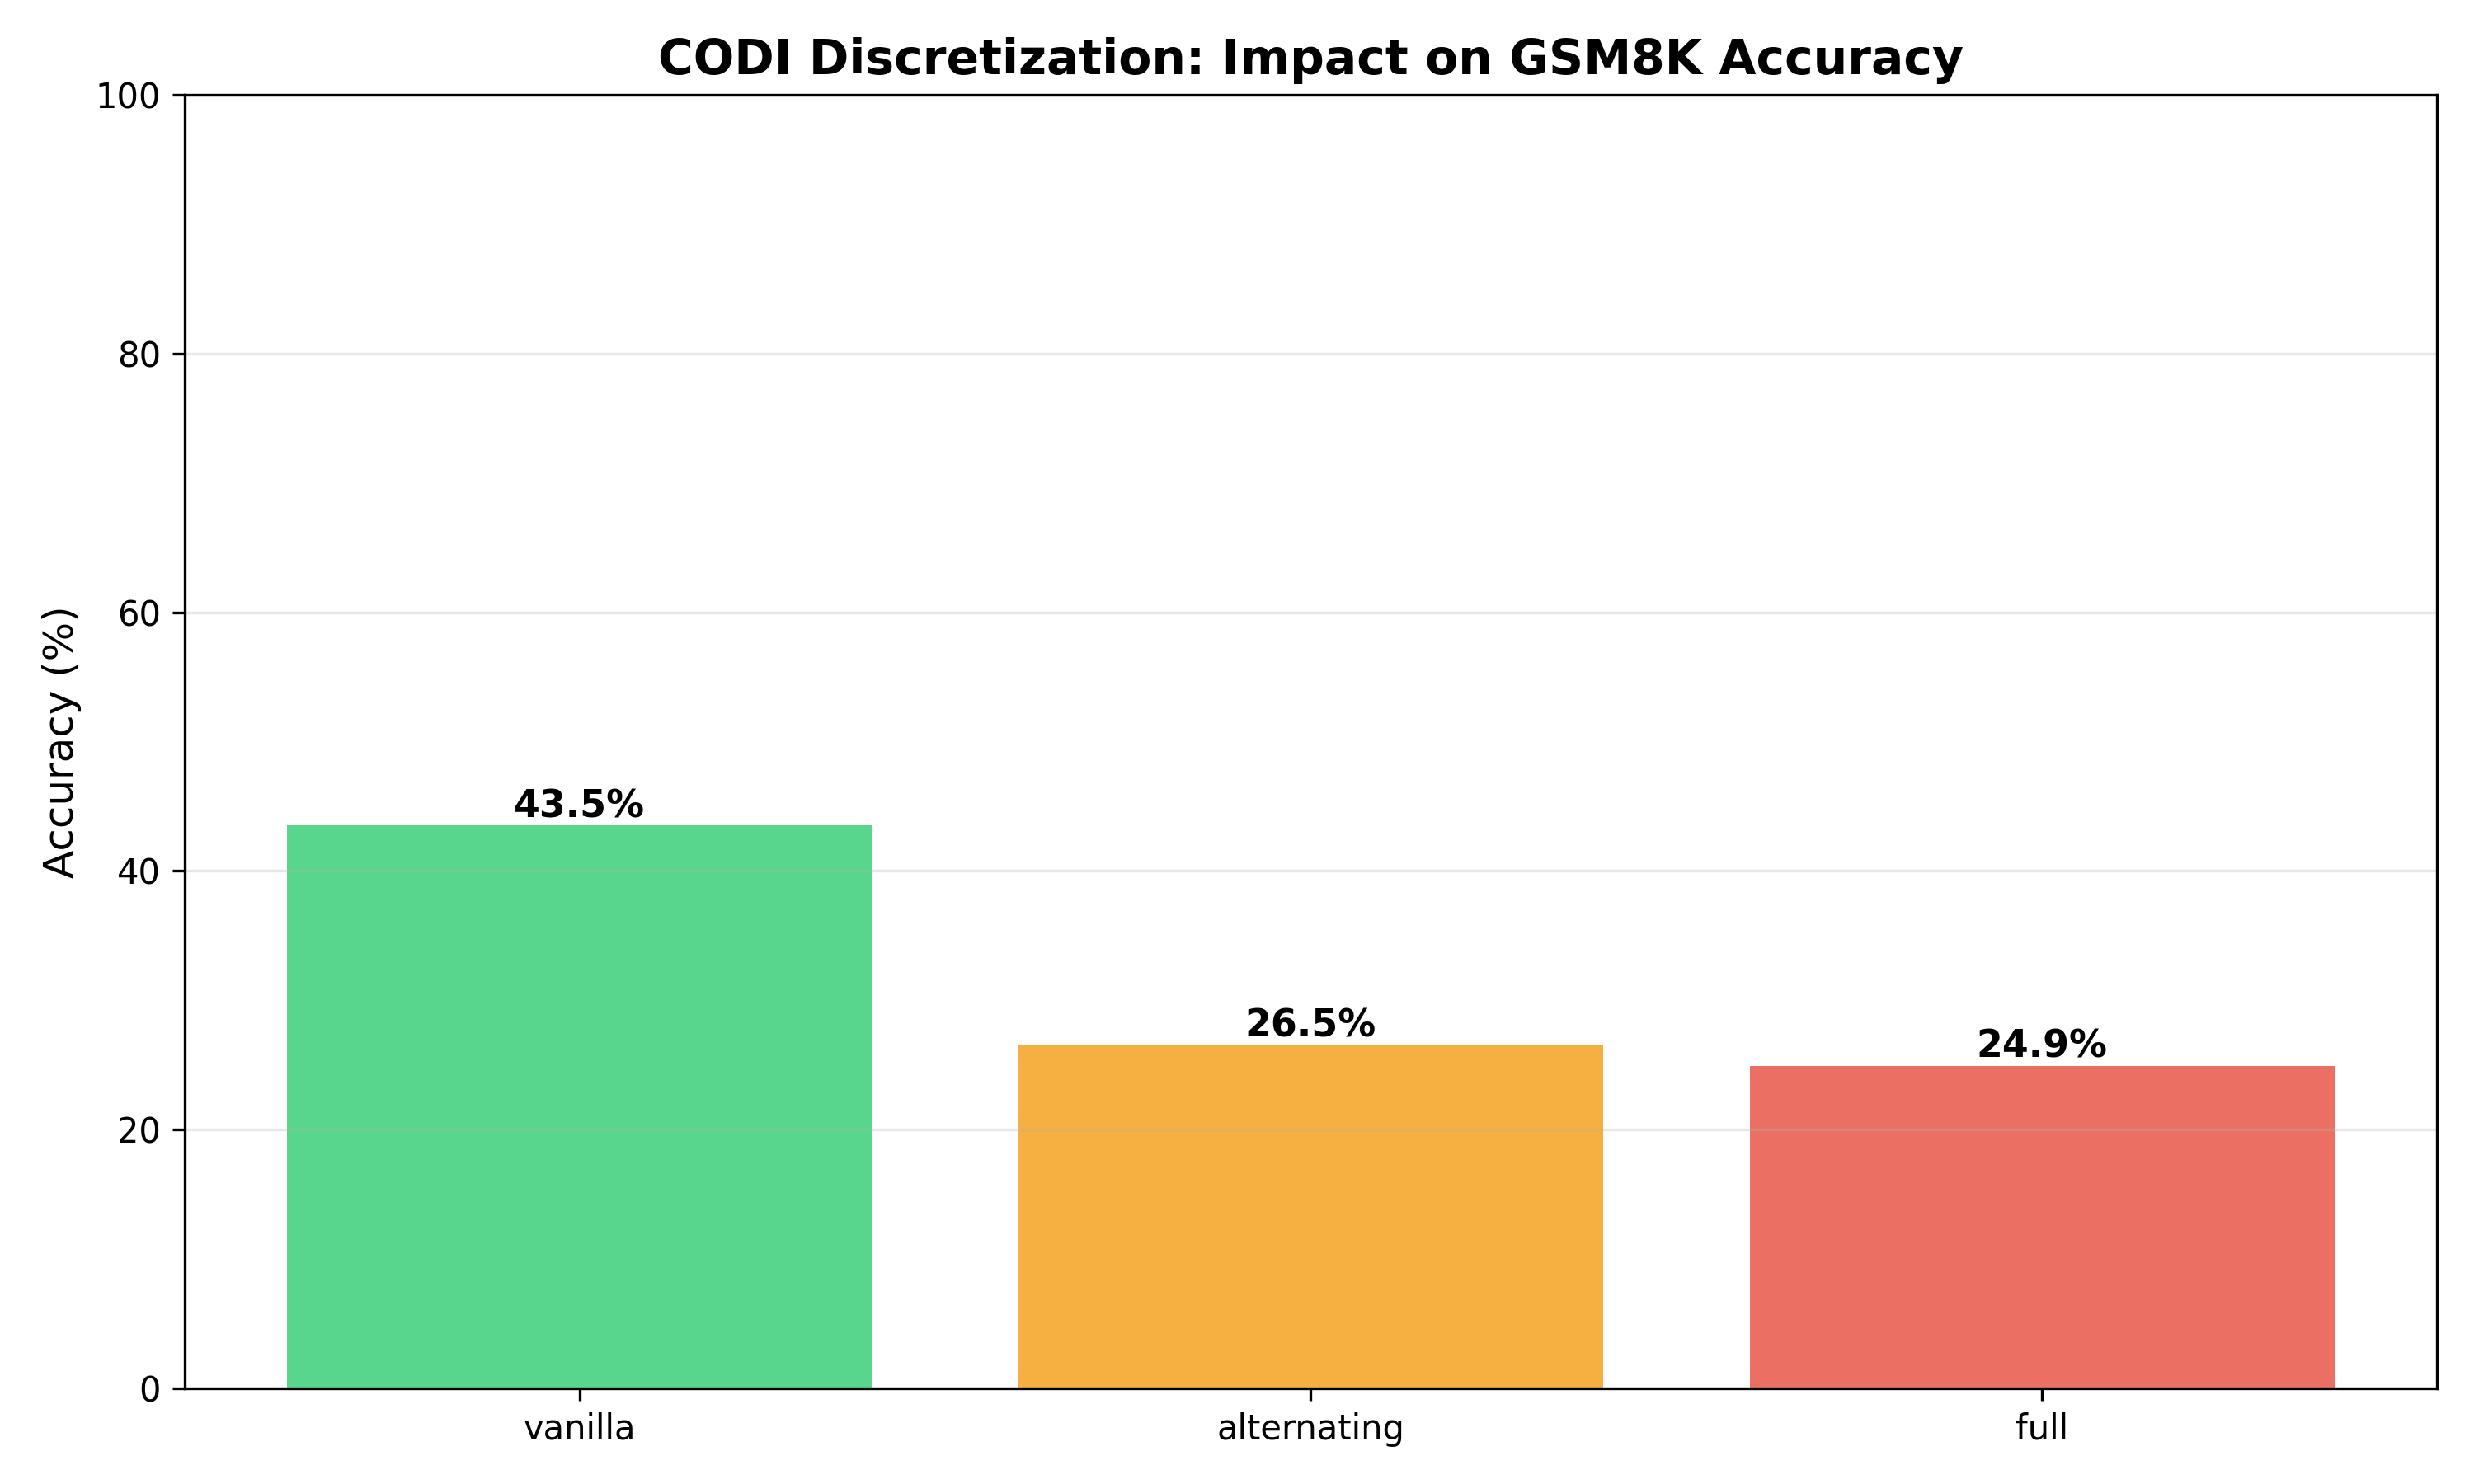 CODI Discretization: Impact on GSM8K Accuracy
100
80
60
40
20
0
Accuracy (%)
43.5%
26.5%
24.9%
vanilla
alternating
full